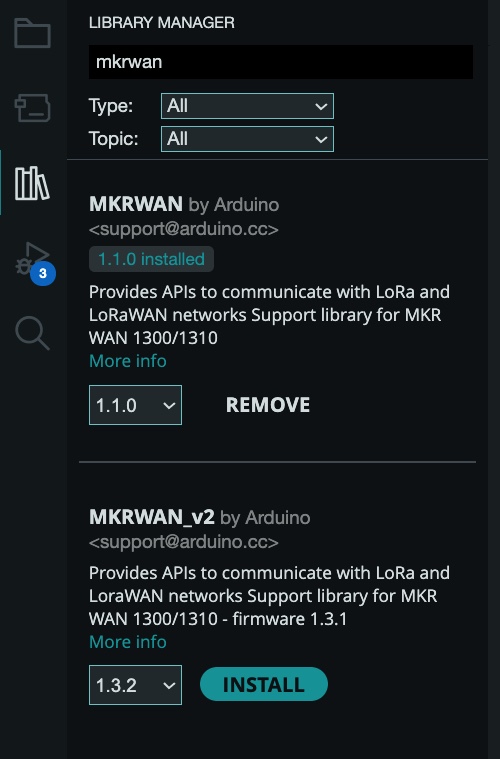 LIBRARY MANAGER
mkrwan
Type: All
Topic: All
MKRWAN by Arduino
<support@arduino.cc>
1.1.0 installed
Provides APIs to communicate with LoRa and
LoRaWAN networks Support library for MKR
WAN 1300/1310
More info
1.1.0 REMOVE
3
MKRWAN_v2 by Arduino
<support@arduino.cc>
Provides APIs to communicate with LoRa and
LoraWAN networks Support library for MKR
WAN 1300/1310 - firmware 1.3.1
More info
1.3.2 INSTALL